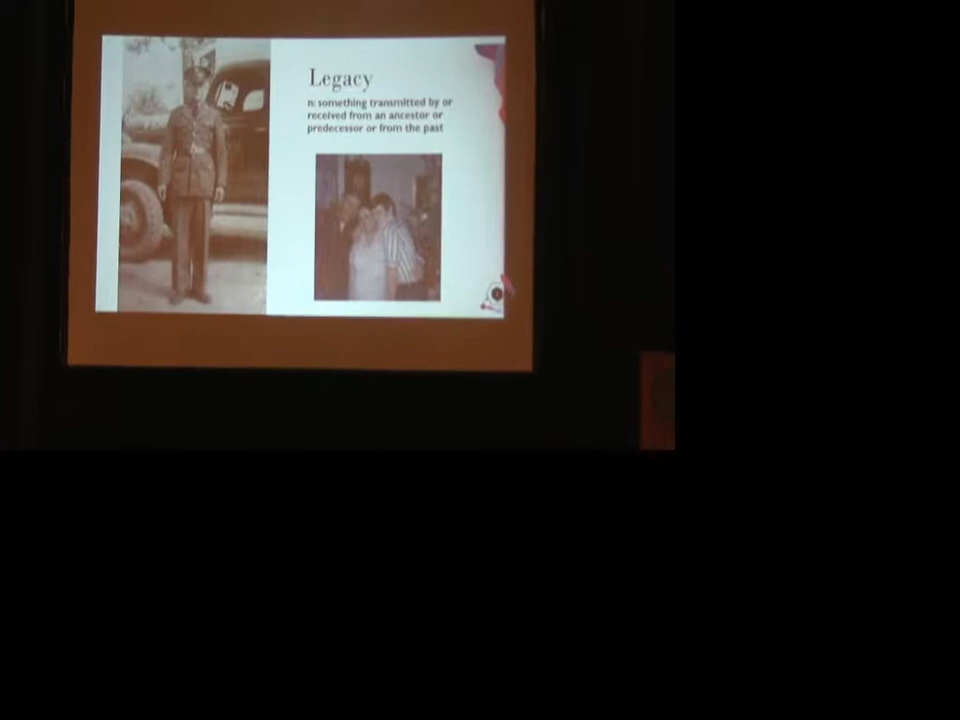 Legacy
n: something transmitted by or
received from an ancestor or
predecessor or from the past